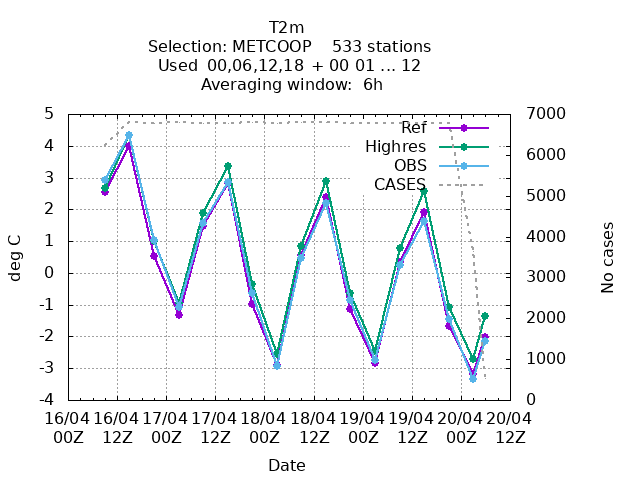 T2m
Selection: METCOOP    533 stations
Used  00,06,12,18  + 00 01 ... 12
Averaging window:  6h
Ref
Highres
OBS
CASES
5
4
3
2
1
0
-1
-2
-3
-4
deg C
7000
6000
5000
4000
3000
2000
1000
0
No cases
16/04 16/04 17/04 17/04 18/04 18/04 19/04 19/04 20/04 20/04
00Z 12Z 00Z 12Z 00Z 12Z 00Z 12Z 00Z 12Z
Date